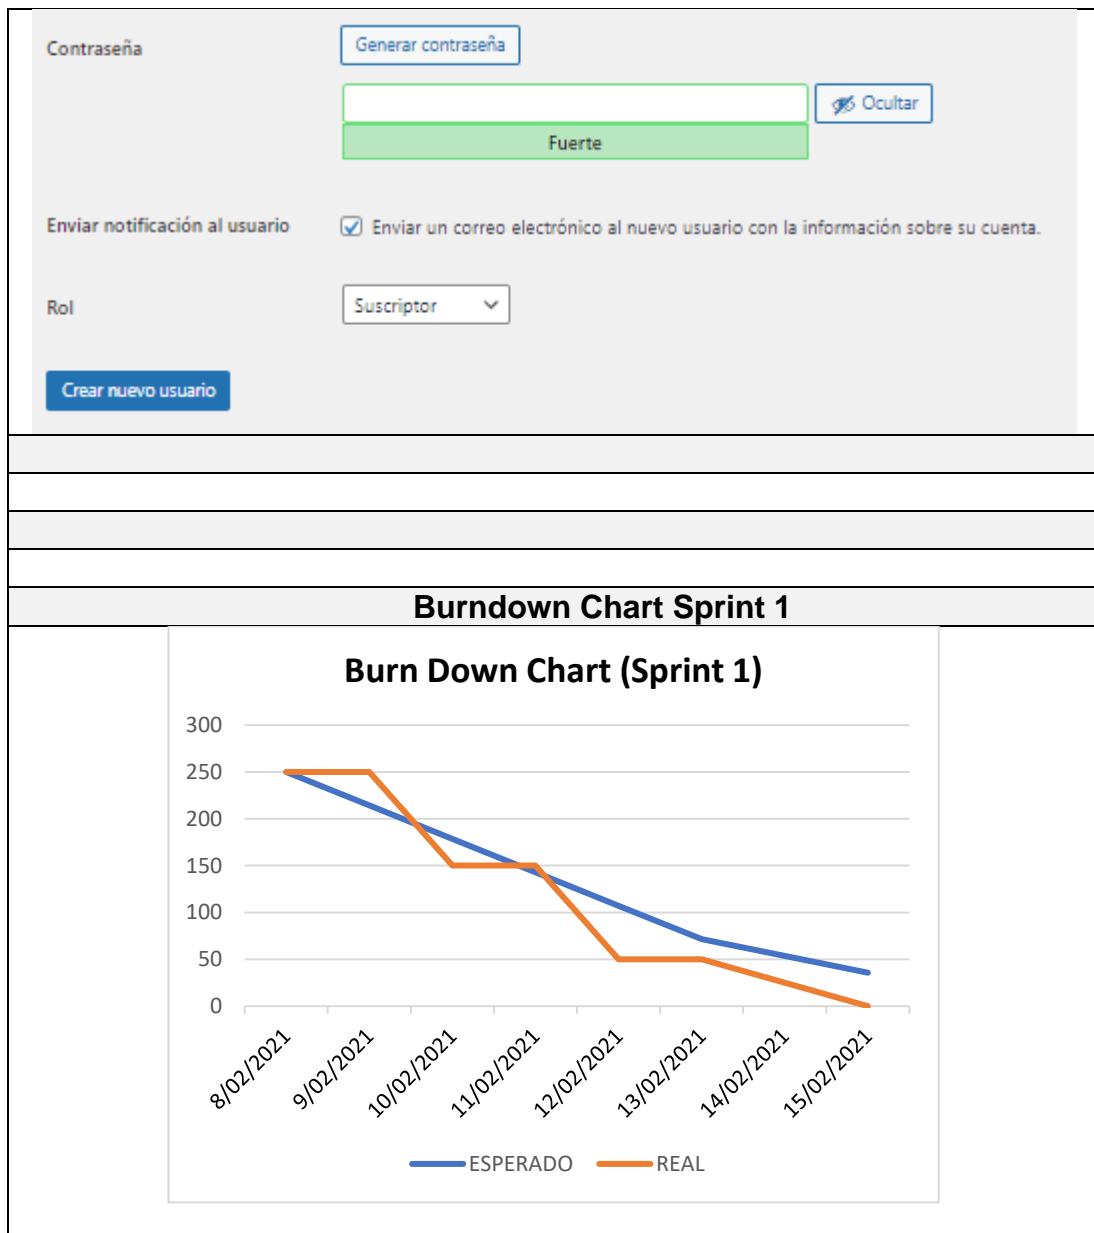 Contraseña
Generar contraseña
Ocultar
Fuerte
Enviar notificación al usuario
Enviar un correo electrónico al nuevo usuario con la información sobre su cuenta.
Rol
Suscriptor
Crear nuevo usuario
Burndown Chart Sprint 1
Burn Down Chart (Sprint 1)
300
250
200
150
100
50
0
8/02/2021
9/02/2021
10/02/2021
11/02/2021
12/02/2021
13/02/2021
14/02/2021
15/02/2021
ESPERADO
REAL